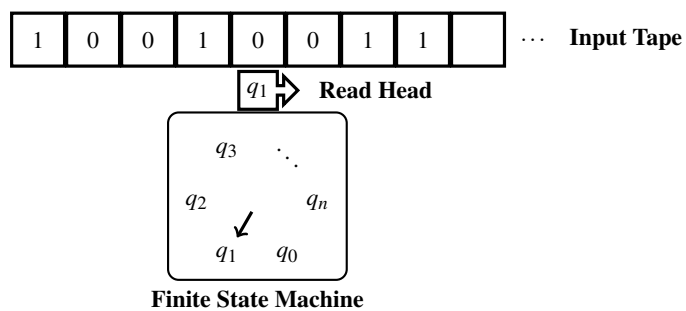 1 0 0 1 0 0 1 1 ⋯ Input Tape
q₁ Read Head
q₃ ⋱
q₂ qₙ
q₁ q₀
Finite State Machine